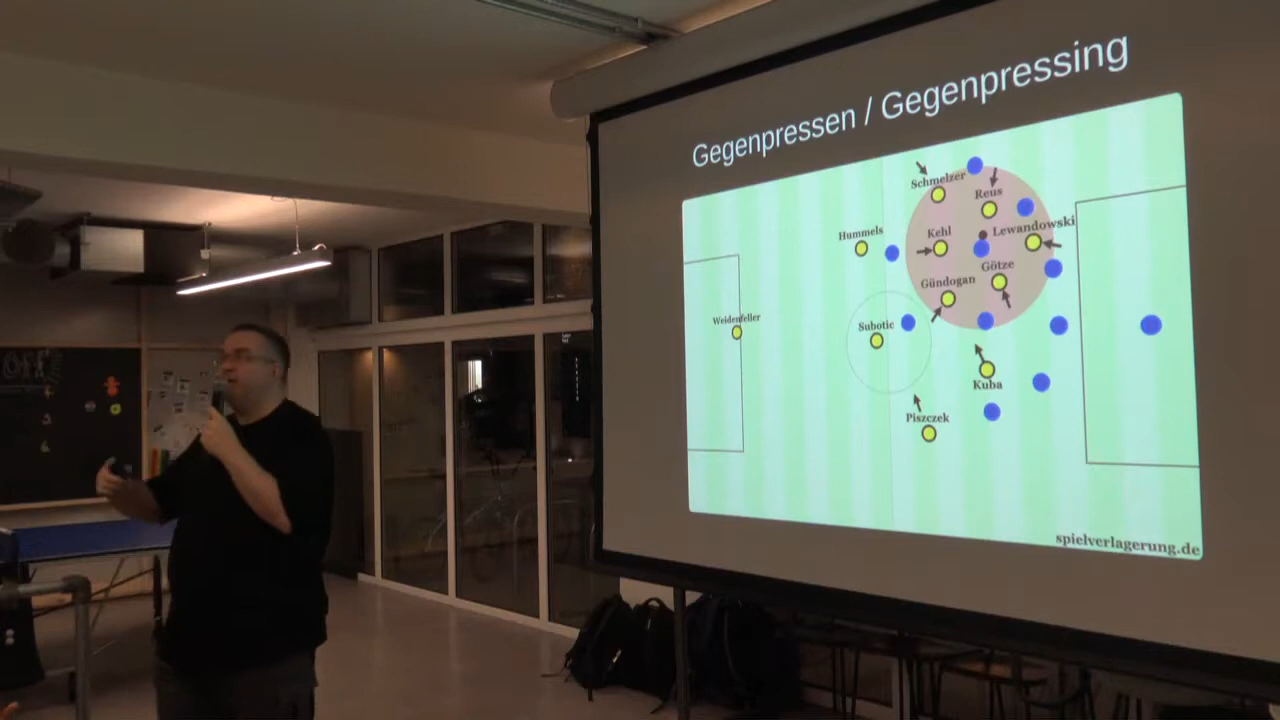 Gegenpressen / Gegenpressing
Schmelzer
Reus
Hummels
Kehl
Lewandowski
Götze
Gündogan
Weidenfeller
Subotic
Kuba
Piszczek
spielverlagerung.de